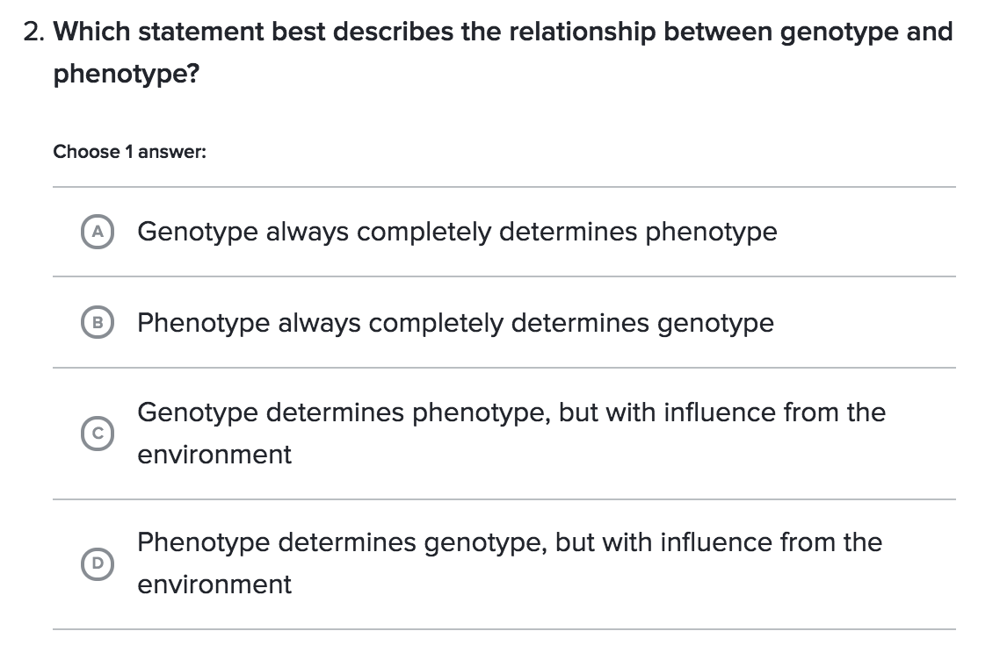 2. Which statement best describes the relationship between genotype and
phenotype?
Choose 1 answer:
A Genotype always completely determines phenotype
B Phenotype always completely determines genotype
Genotype determines phenotype, but with influence from the
C
environment
Phenotype determines genotype, but with influence from the
D
environment